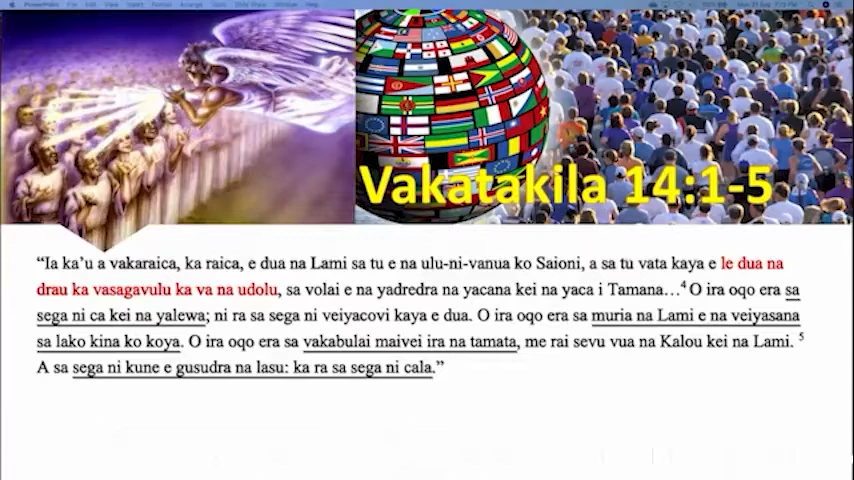 Vakatakila 14:1-5
“Ia ka’u a vakaraica, ka raica, e dua na Lami sa tu e na ulu-ni-vanua ko Saioni, a sa tu vata kaya e le dua na
drau ka vasagavulu ka va na udolu, sa volai e na yadredra na yacana kei na yaca i Tamana…⁴ O ira oqo era sa
sega ni ca kei na yalewa; ni ra sa sega ni veiyacovi kaya e dua. O ira oqo era sa muria na Lami e na veiyasana
sa lako kina ko koya. O ira oqo era sa vakabulai maivei ira na tamata, me rai sevu vua na Kalou kei na Lami. ⁵
A sa sega ni kune e gusudra na lasu: ka ra sa sega ni cala.”